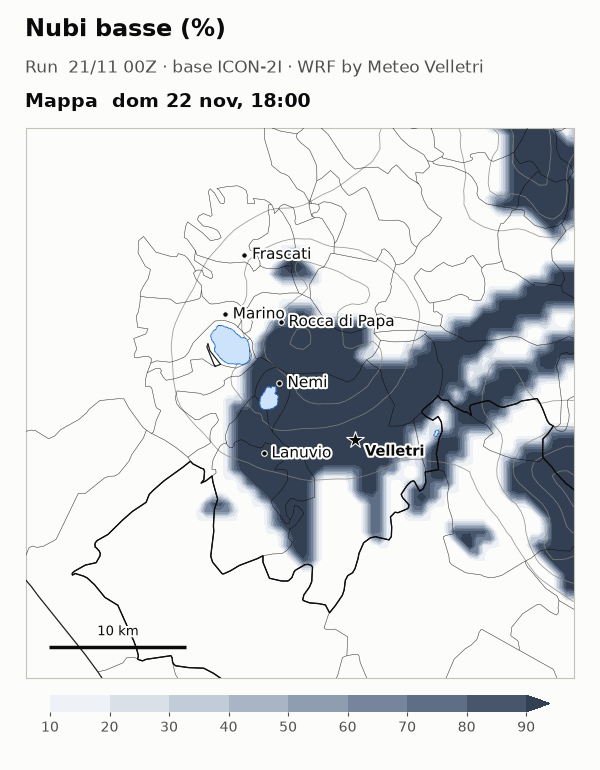 Nubi basse (%)
Run  21/11 00Z · base ICON-2I · WRF by Meteo Velletri
Mappa  dom 22 nov, 18:00
Frascati
Marino
Rocca di Papa
Nemi
Velletri
Lanuvio
10 km
10 20 30 40 50 60 70 80 90